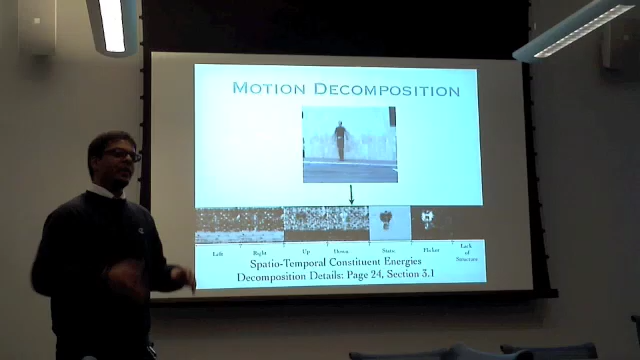 Motion Decomposition
Left Right Up Down Static Flicker Lack of Structure
Spatio-Temporal Constituent Energies
Decomposition Details: Page 24, Section 3.1